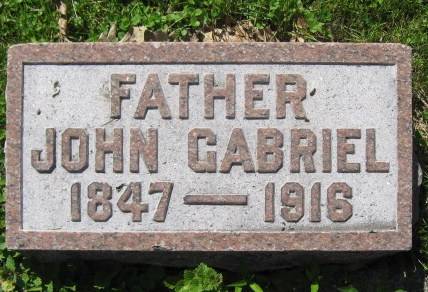 FATHER
JOHN GABRIEL
1847 — 1916